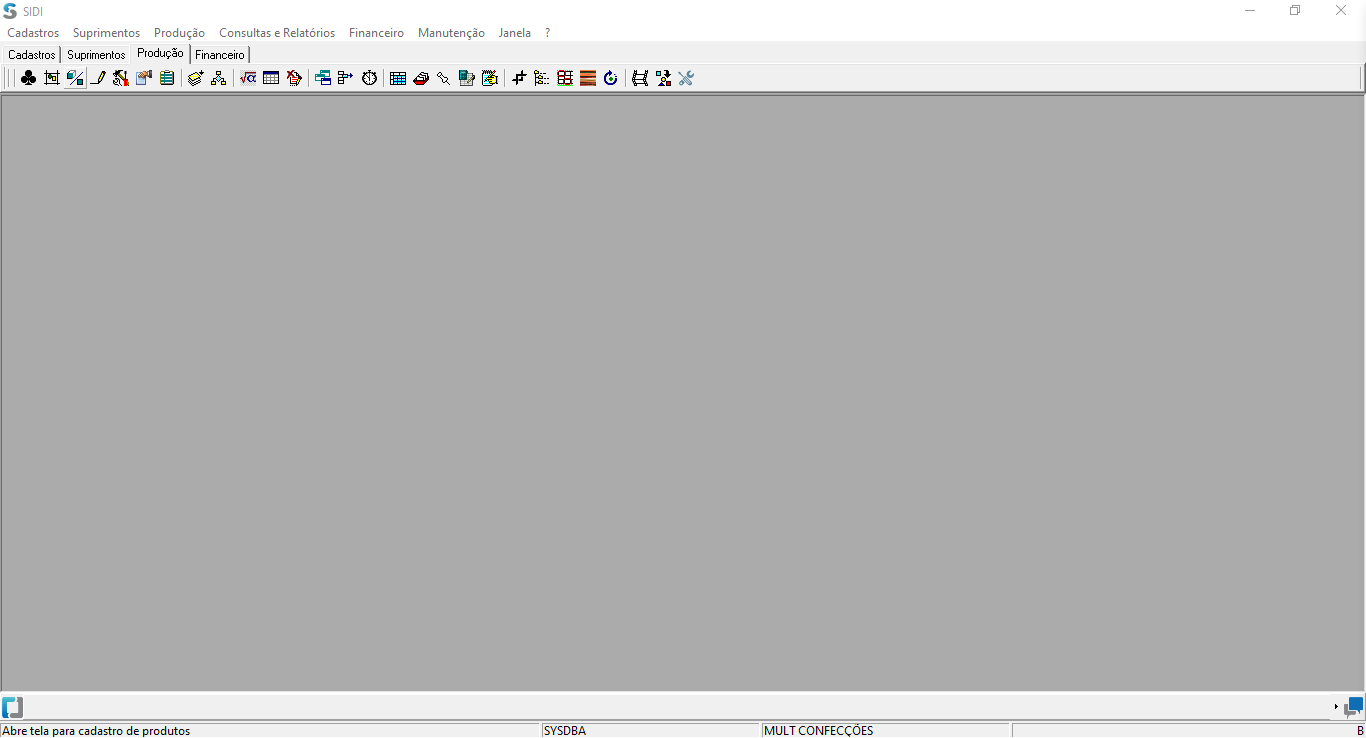 SIDI
Cadastros Suprimentos Produção Consultas e Relatórios Financeiro Manutenção Janela ?
Cadastros Suprimentos Produção Financeiro
Abre tela para cadastro de produtos SYSDBA MULT CONFECÇÕES B